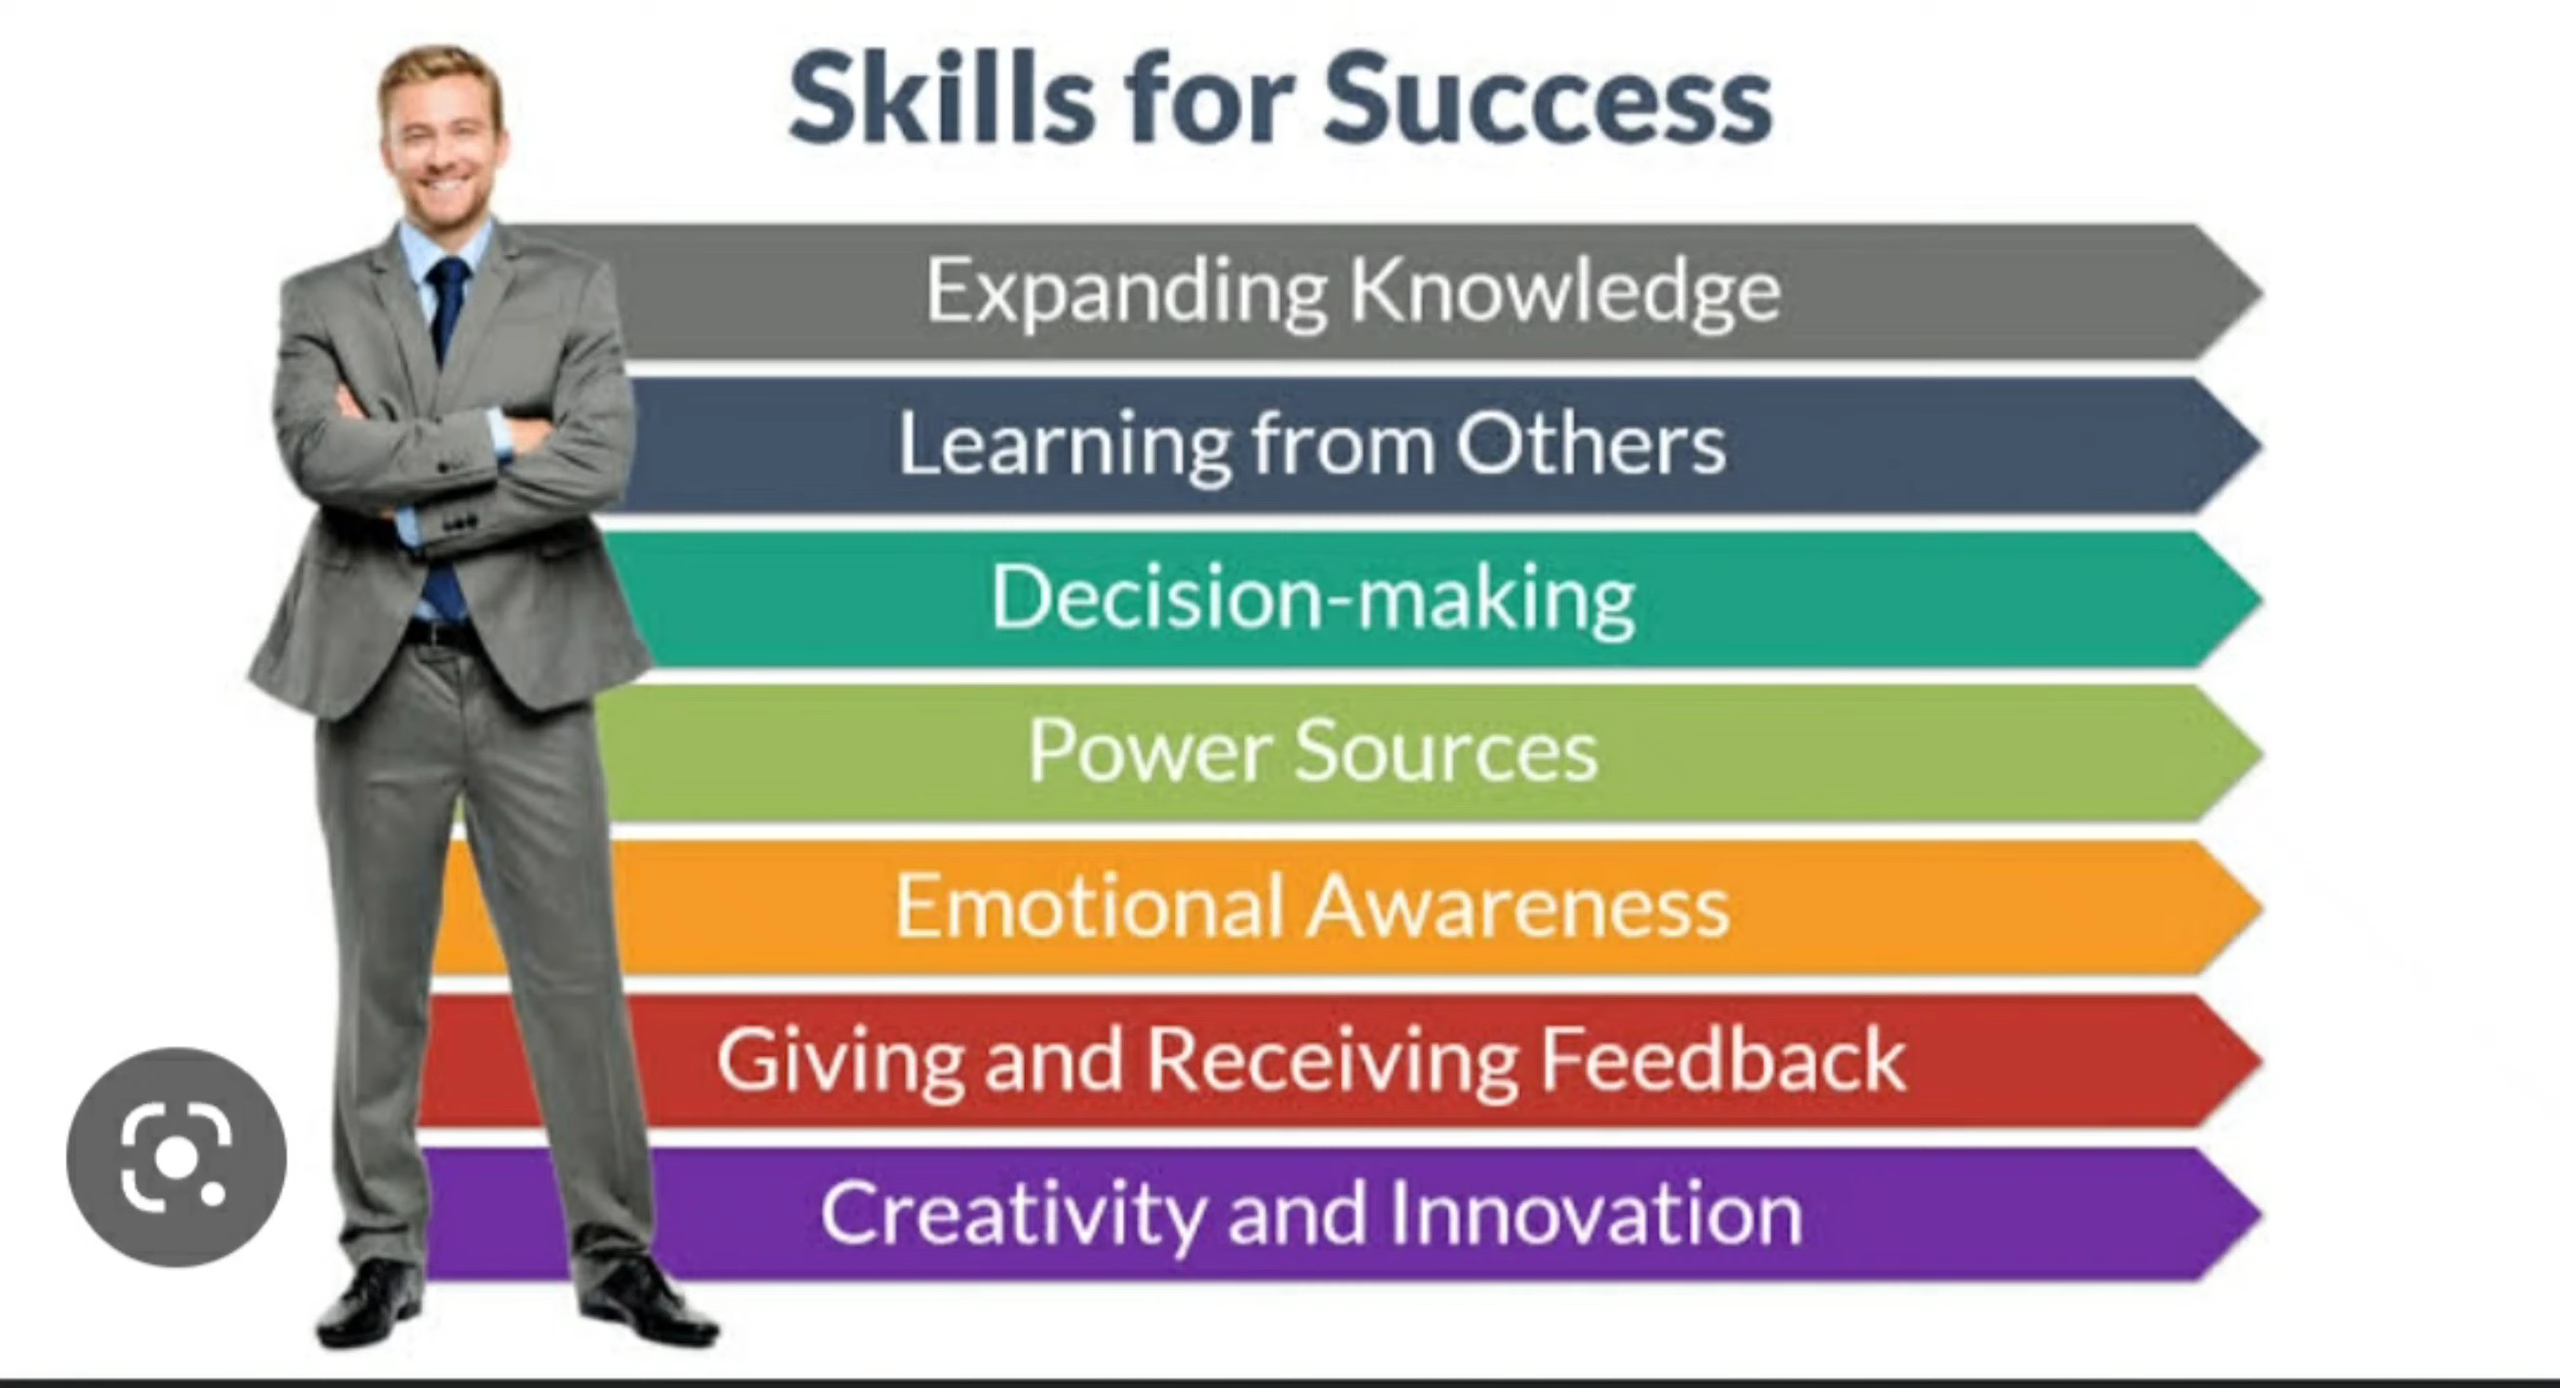 Skills for Success
Expanding Knowledge
Learning from Others
Decision-making
Power Sources
Emotional Awareness
Giving and Receiving Feedback
Creativity and Innovation